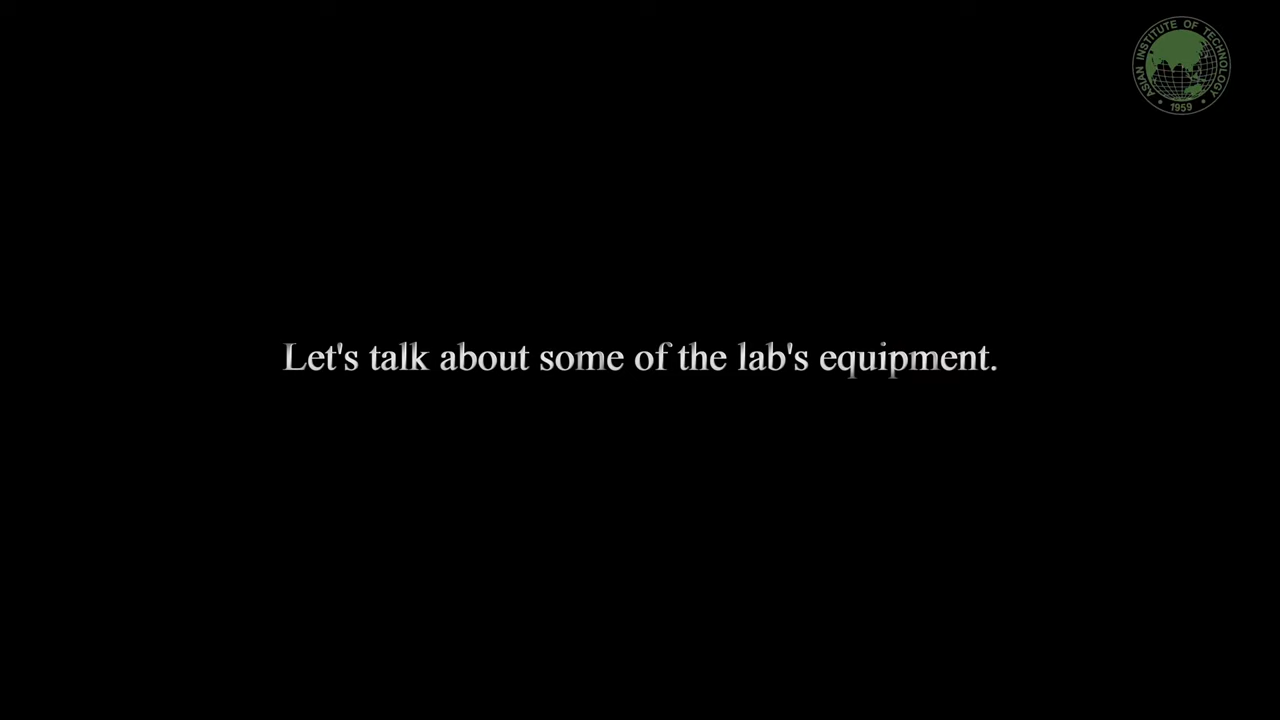 ASIAN INSTITUTE OF TECHNOLOGY
1959
Let's talk about some of the lab's equipment.